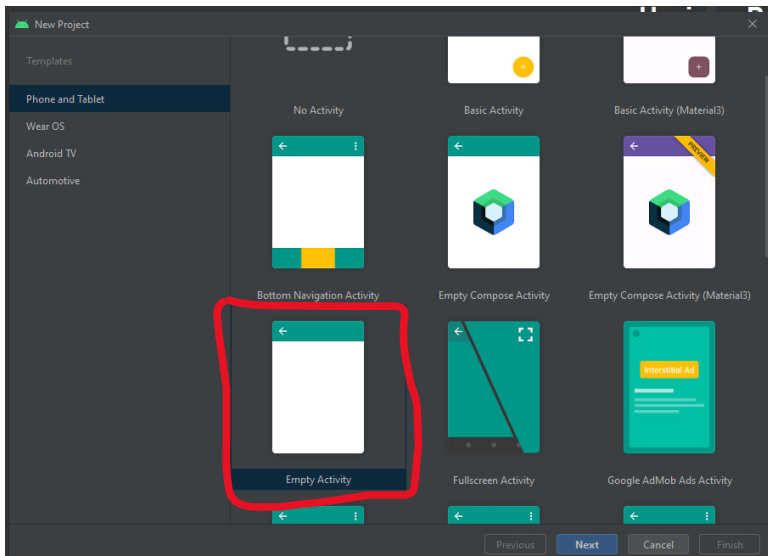 New Project
Templates
Phone and Tablet
Wear OS
Android TV
Automotive
No Activity
Basic Activity
Basic Activity (Material3)
PREVIEW
Bottom Navigation Activity
Empty Compose Activity
Empty Compose Activity (Material3)
Interstitial Ad
Empty Activity
Fullscreen Activity
Google AdMob Ads Activity
Previous
Next
Cancel
Finish